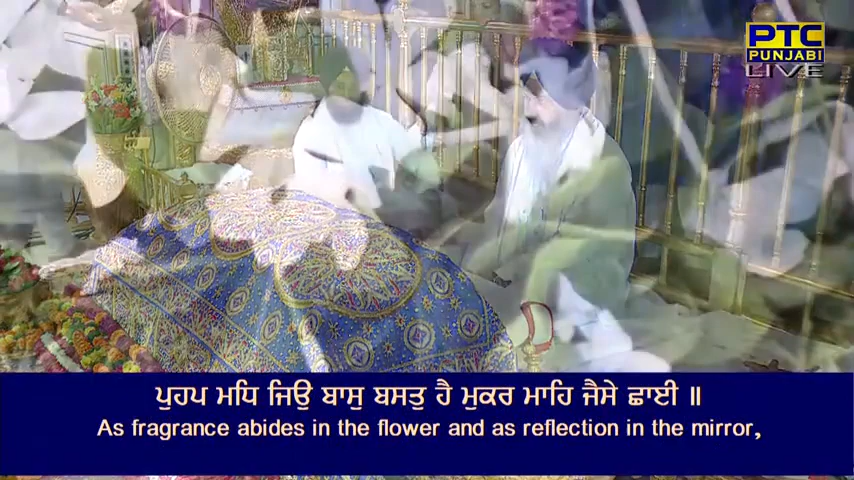 PTC
PUNJABI
LIVE
ਪੁਹਪ ਮਧਿ ਜਿਉ ਬਾਸੁ ਬਸਤੁ ਹੈ ਮੁਕਰ ਮਾਹਿ ਜੈਸੇ ਛਾਈ ॥
As fragrance abides in the flower and as reflection in the mirror,